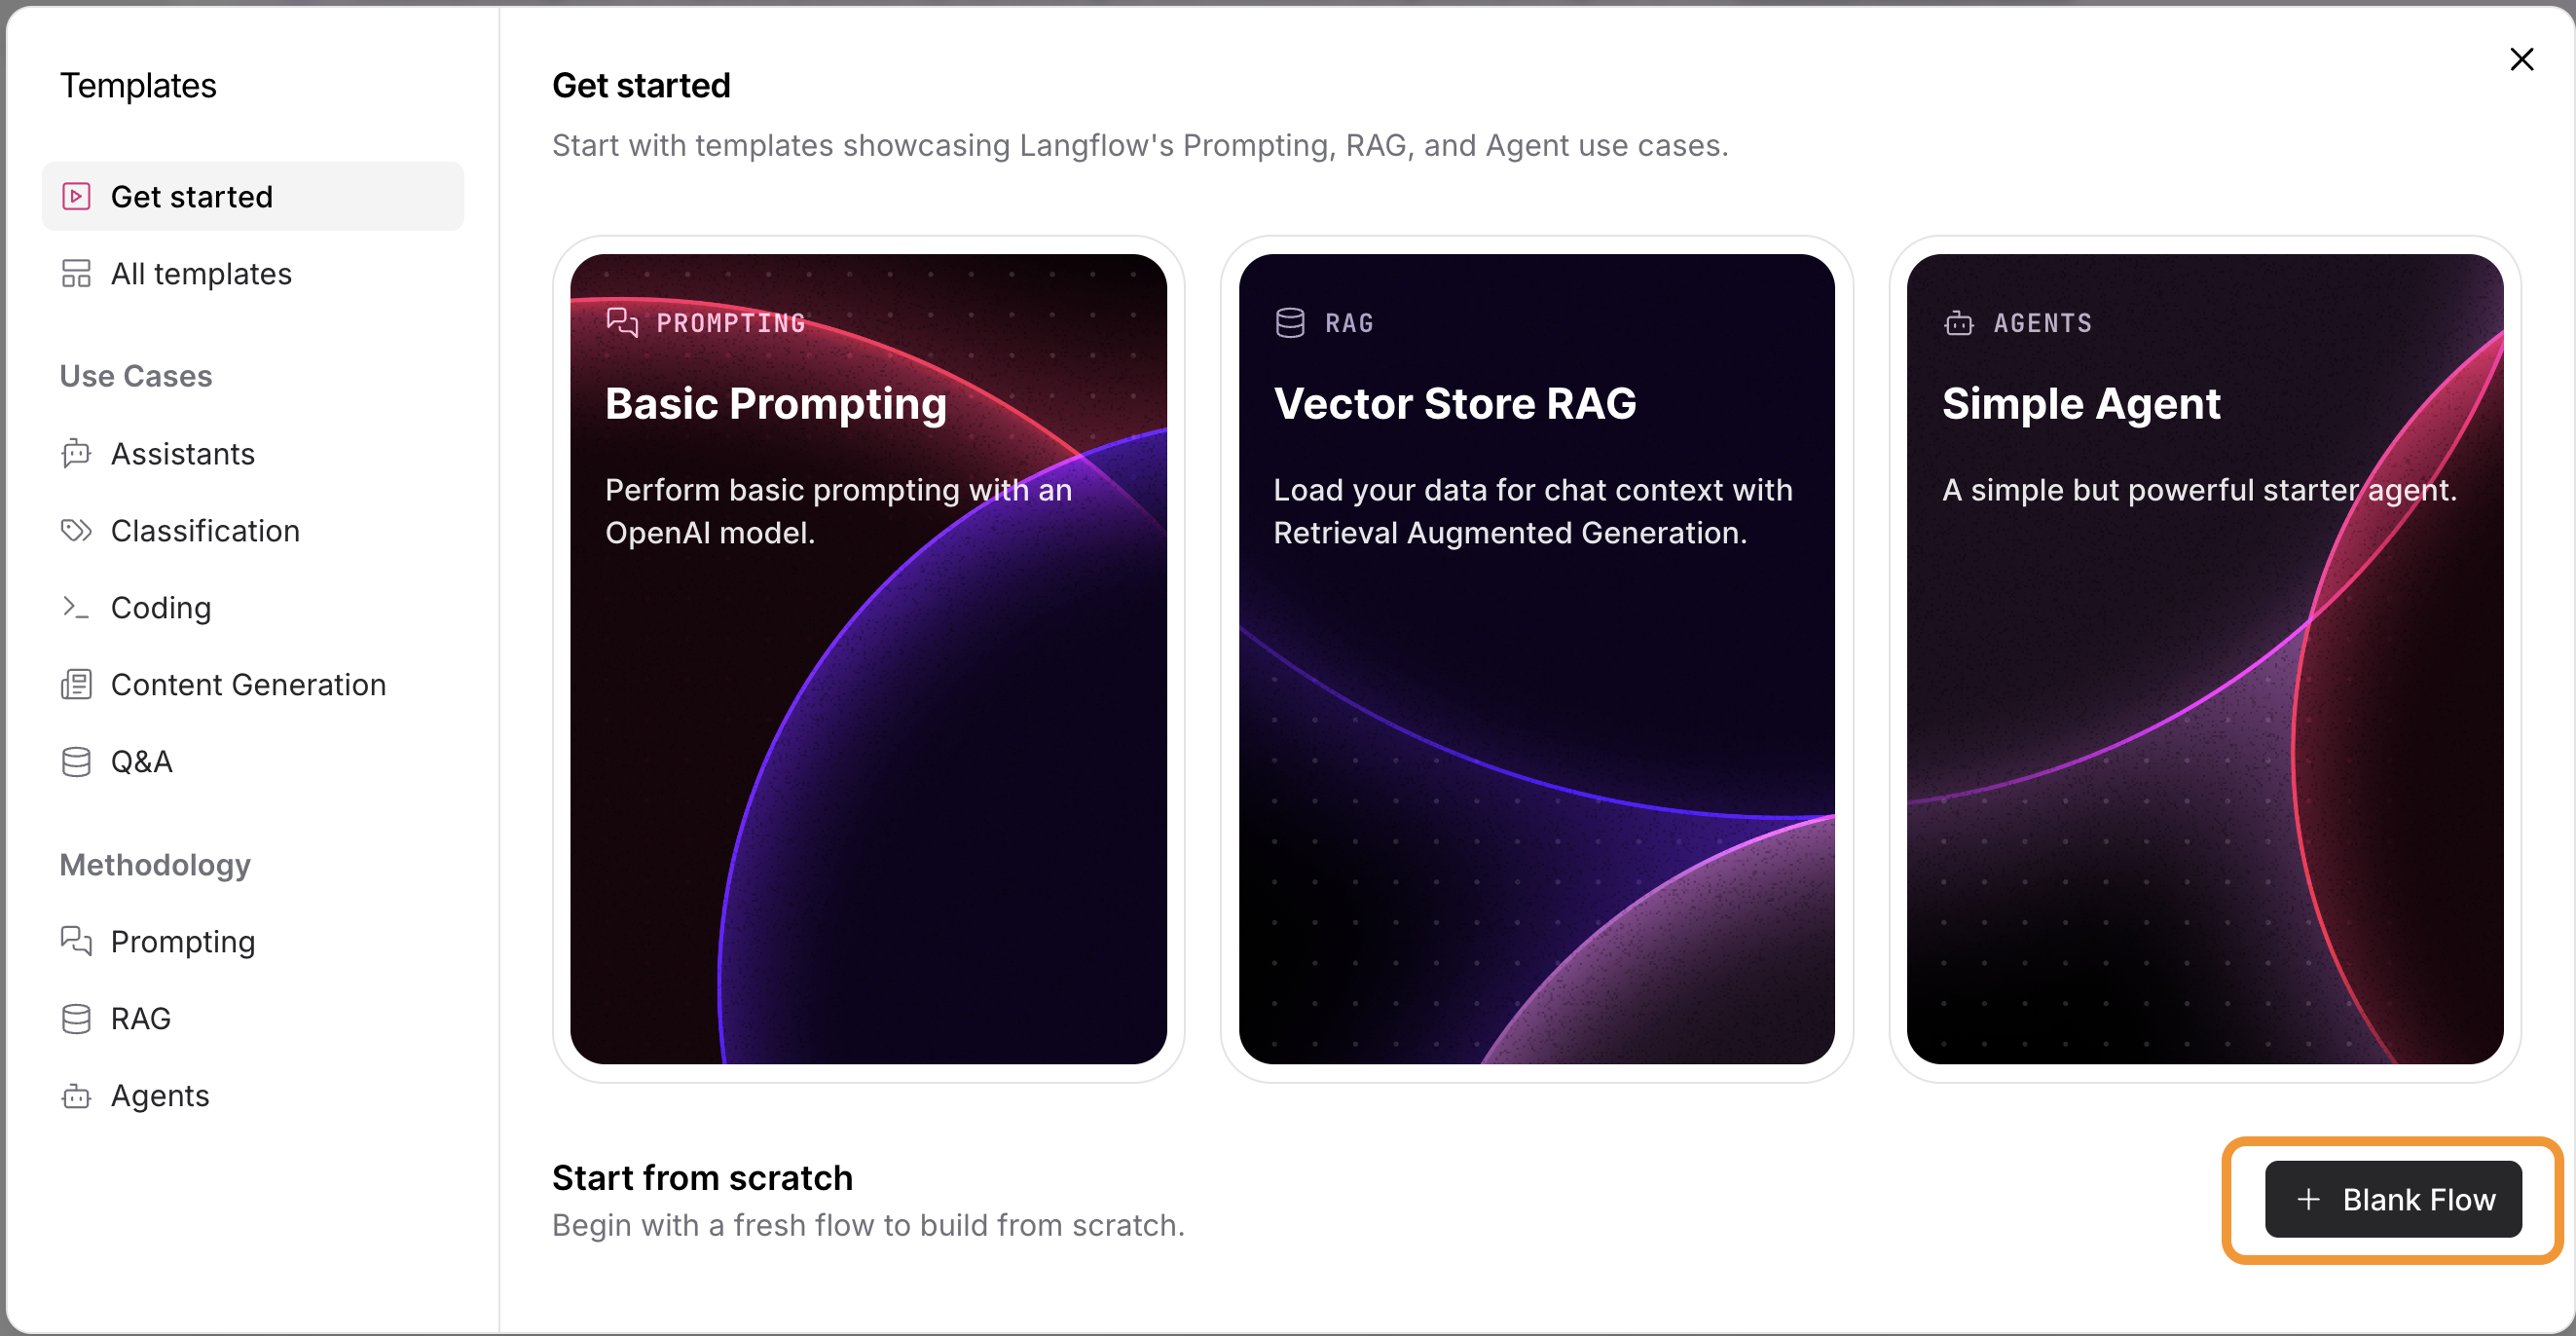 Templates
Get started
All templates
Use Cases
Assistants
Classification
Coding
Content Generation
Q&A
Methodology
Prompting
RAG
Agents
Get started
Start with templates showcasing Langflow's Prompting, RAG, and Agent use cases.
PROMPTING
Basic Prompting
Perform basic prompting with an
OpenAI model.
RAG
Vector Store RAG
Load your data for chat context with
Retrieval Augmented Generation.
AGENTS
Simple Agent
A simple but powerful starter agent.
Start from scratch
Begin with a fresh flow to build from scratch.
Blank Flow